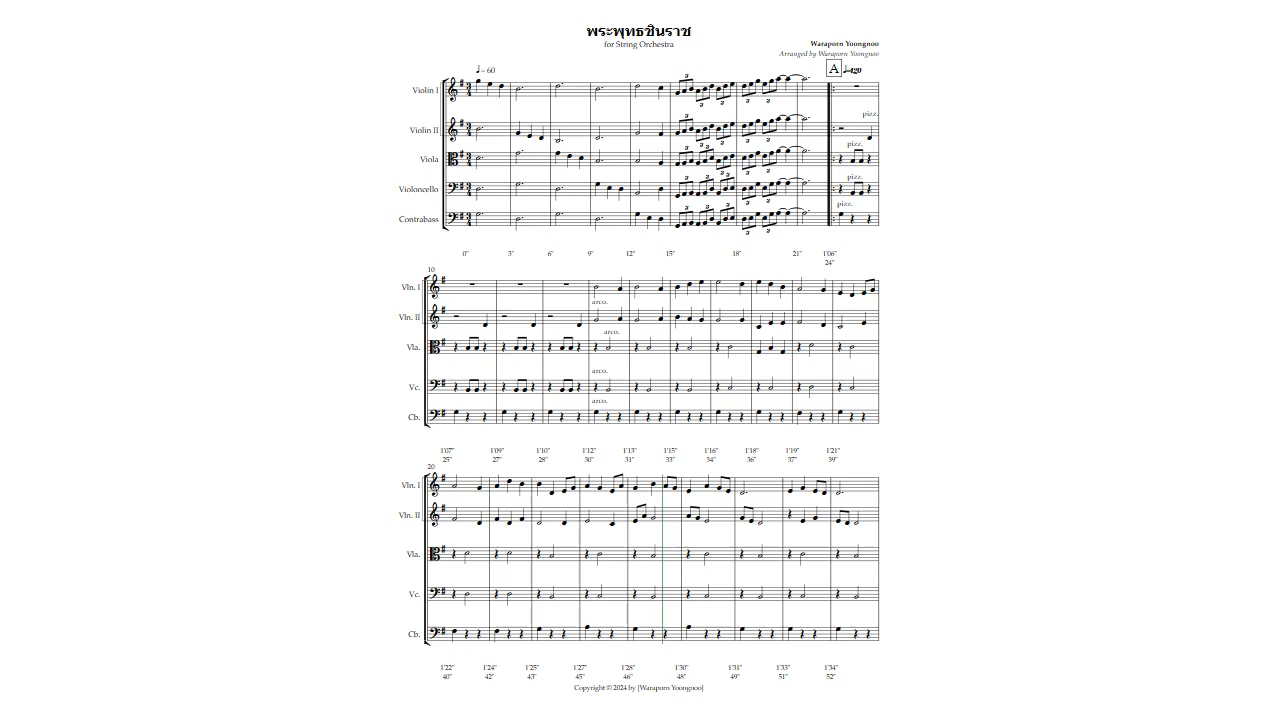 พระพุทธชินราช
for String Orchestra
Waraporn Yoongnoo
Arranged by Waraporn Yoongnoo
♩= 60
A ♩=120
Violin I
pizz.
Violin II
pizz.
Viola
pizz.
Violoncello
pizz.
Contrabass
0" 3" 6" 9" 12" 15" 18" 21" 1'06"
24"
10
Vln. I
arco.
Vln. II
arco.
Vla.
arco.
Vc.
arco.
Cb.
1'07" 1'09" 1'10" 1'12" 1'13" 1'15" 1'16" 1'18" 1'19" 1'21"
25" 27" 28" 30" 31" 33" 34" 36" 37" 39"
20
Vln. I
Vln. II
Vla.
Vc.
Cb.
1'22" 1'24" 1'25" 1'27" 1'28" 1'30" 1'31" 1'33" 1'34"
40" 42" 43" 45" 46" 48" 49" 51" 52"
Copyright © 2024 by [Waraporn Yoongnoo]